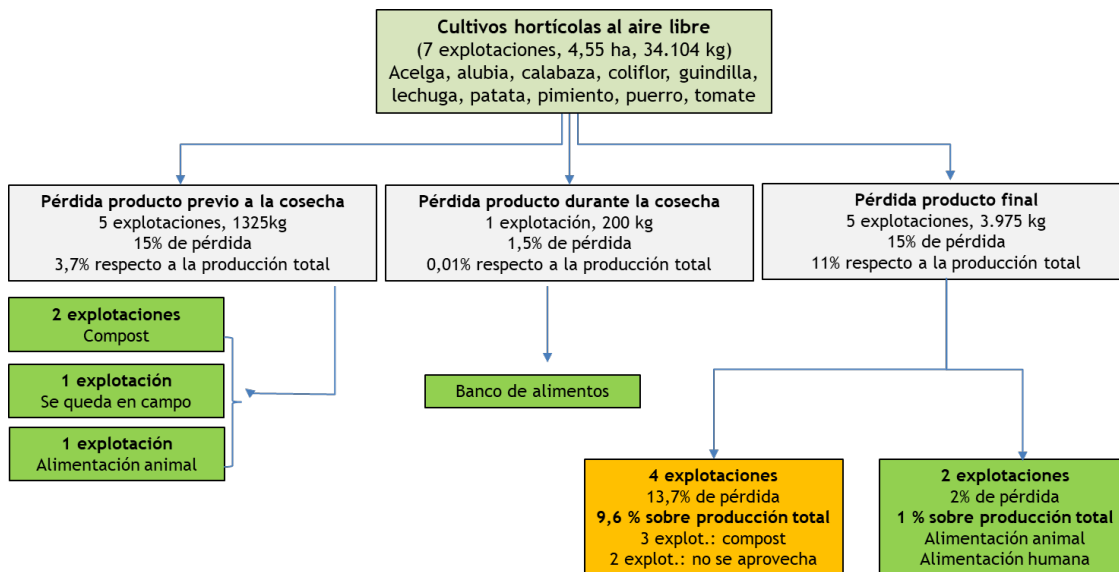 Cultivos hortícolas al aire libre
(7 explotaciones, 4,55 ha, 34.104 kg)
Acelga, alubia, calabaza, coliflor, guindilla,
lechuga, patata, pimiento, puerro, tomate
Pérdida producto previo a la cosecha
5 explotaciones, 1325kg
15% de pérdida
3,7% respecto a la producción total
Pérdida producto durante la cosecha
1 explotación, 200 kg
1,5% de pérdida
0,01% respecto a la producción total
Pérdida producto final
5 explotaciones, 3.975 kg
15% de pérdida
11% respecto a la producción total
2 explotaciones
Compost
1 explotación
Se queda en campo
1 explotación
Alimentación animal
Banco de alimentos
4 explotaciones
13,7% de pérdida
9,6 % sobre producción total
3 explot.: compost
2 explot.: no se aprovecha
2 explotaciones
2% de pérdida
1 % sobre producción total
Alimentación animal
Alimentación humana